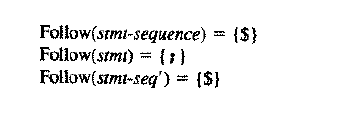 Follow(stmt-sequence) = {$}
Follow(stmt) = {;}
Follow(stmt-seq') = {$}